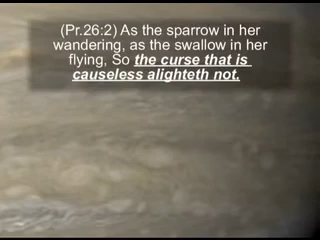 (Pr.26:2) As the sparrow in her
wandering, as the swallow in her
flying, So the curse that is
causeless alighteth not.